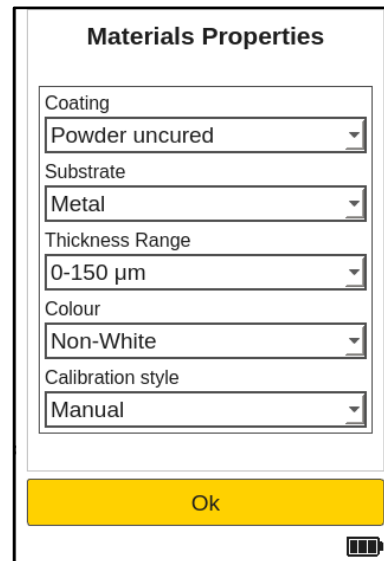 Materials Properties
Coating
Powder uncured
Substrate
Metal
Thickness Range
0-150 µm
Colour
Non-White
Calibration style
Manual
Ok